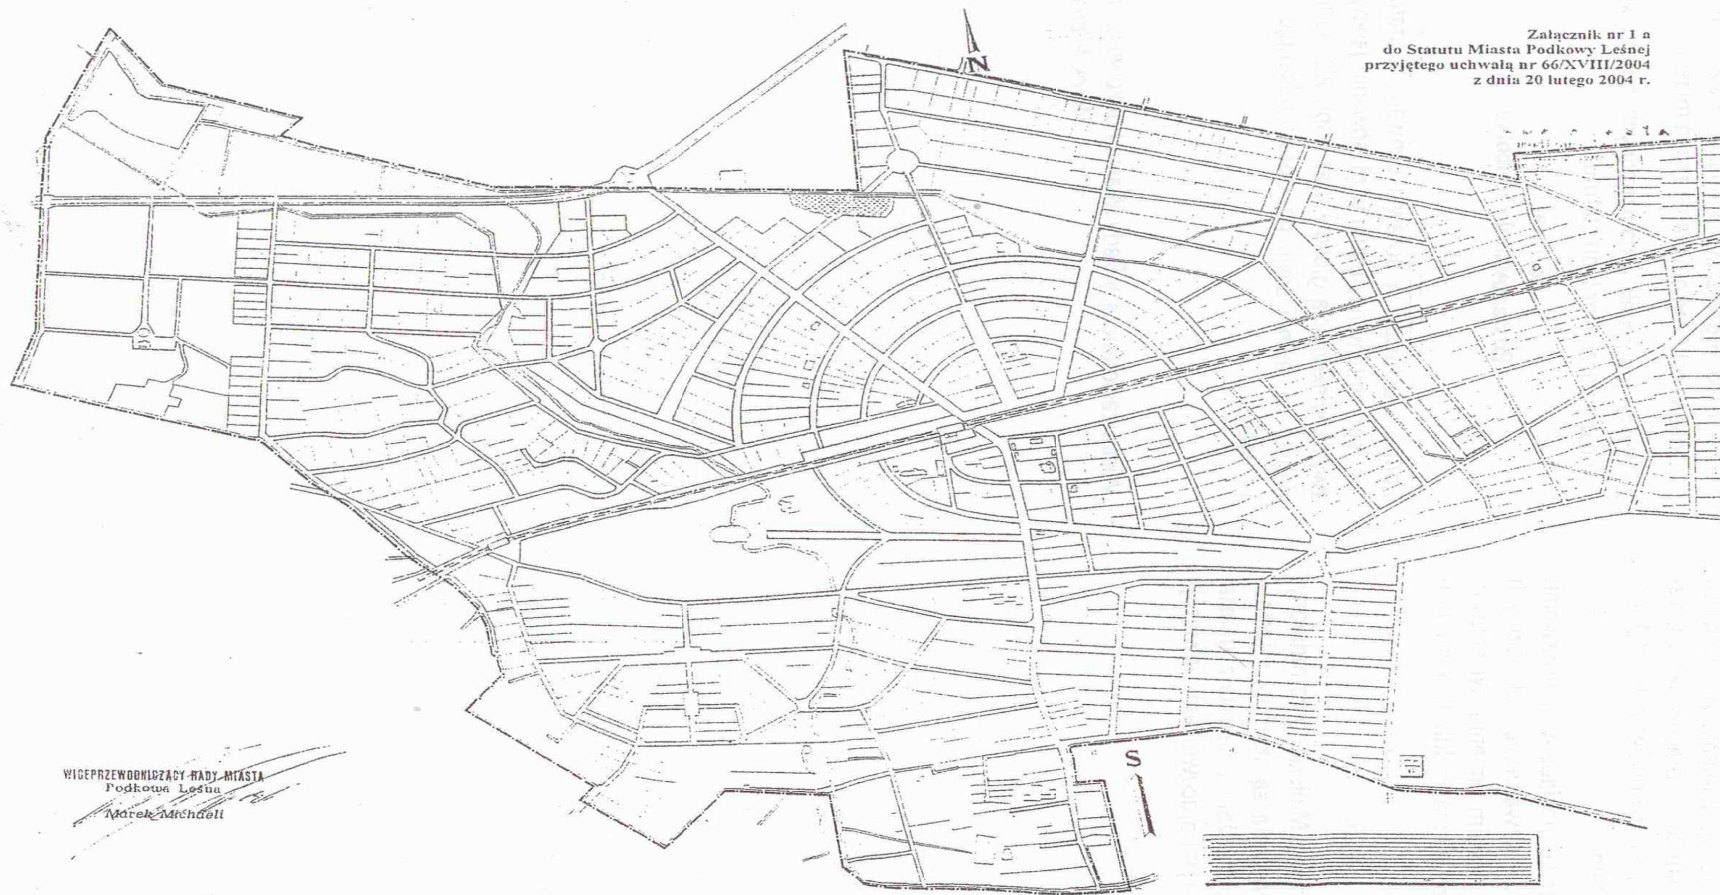 N
Załącznik nr 1 a
do Statutu Miasta Podkowy Leśnej
przyjętego uchwałą nr 66/XVIII/2004
z dnia 20 lutego 2004 r.
S
WICEPRZEWODNICZĄCY RADY MIASTA
Podkowa Leśna
Marek Michaeli